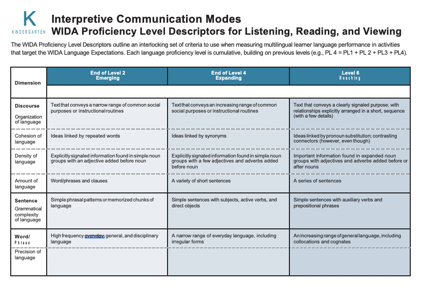 K
KINDERGARTEN
Interpretive Communication Modes
WIDA Proficiency Level Descriptors for Listening, Reading, and Viewing
The WIDA Proficiency Level Descriptors outline an interlocking set of criteria to use when measuring multilingual learner language performance in activities
that target the WIDA Language Expectations. Each language proficiency level is cumulative, building on previous levels (e.g., PL 4 = PL1 + PL 2 + PL3 + PL4).
Dimension
End of Level 2
Emerging
End of Level 4
Expanding
Level 6
Reaching
Discourse
Organization
of language
Text that conveys a narrow range of common social
purposes or instructional routines
Text that conveys an increasing range of common
social purposes or instructional routines
Text that conveys a clearly signaled purpose; with
relationships explicitly arranged in a short, sequence
(with a few details)
Cohesion of
language
Ideas linked by repeated words
Ideas linked by synonyms
Ideas linked by pronoun substitution; contrasting
connectors (however, even though)
Density of
language
Explicitly signaled information found in simple noun
groups with an adjective added before noun
Explicitly signaled information found in simple noun
groups with a few adjectives and adverbs added
before noun
Important information found in expanded noun
groups with adjectives and adverbs added before or
after nouns
Amount of
language
Word/phrases and clauses
A variety of short sentences
A series of sentences
Sentence
Grammatical
complexity
of language
Simple phrasal patterns or memorized chunks of
language
Simple sentences with subjects, active verbs, and
direct objects
Simple sentences with auxiliary verbs and
prepositional phrases
Word/
Phrase
Precision of
language
High frequency everyday, general, and disciplinary
language
A narrow range of everyday language, including
irregular forms
An increasing range of general language, including
collocations and cognates